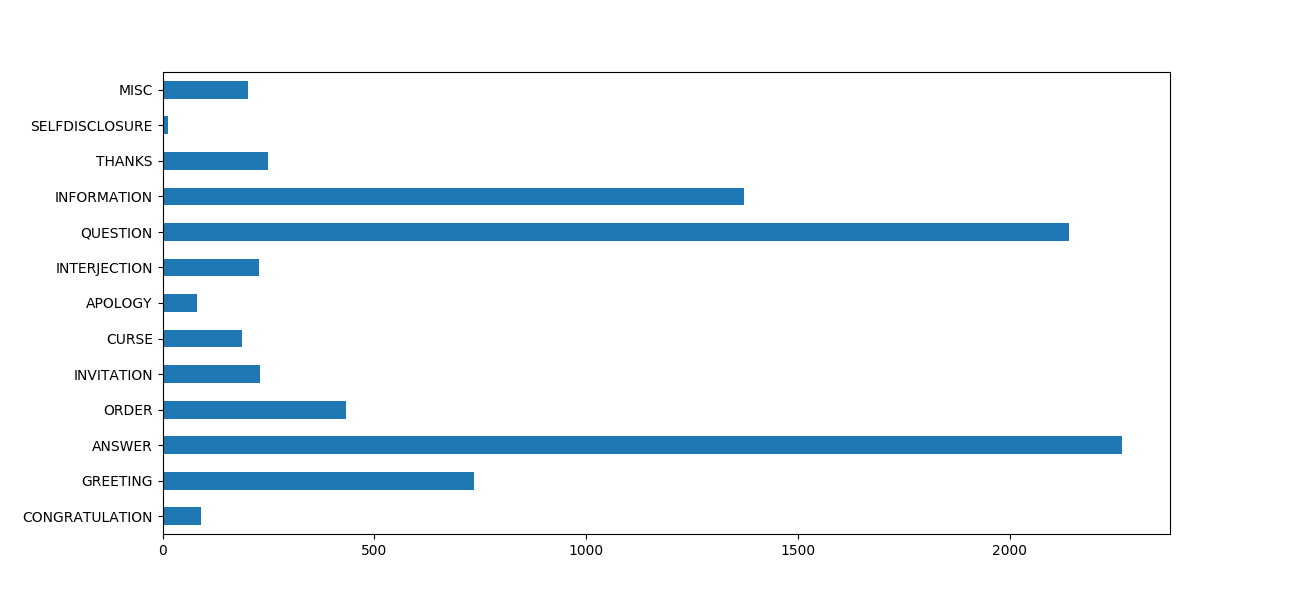 MISC
SELFDISCLOSURE
THANKS
INFORMATION
QUESTION
INTERJECTION
APOLOGY
CURSE
INVITATION
ORDER
ANSWER
GREETING
CONGRATULATION
0 500 1000 1500 2000